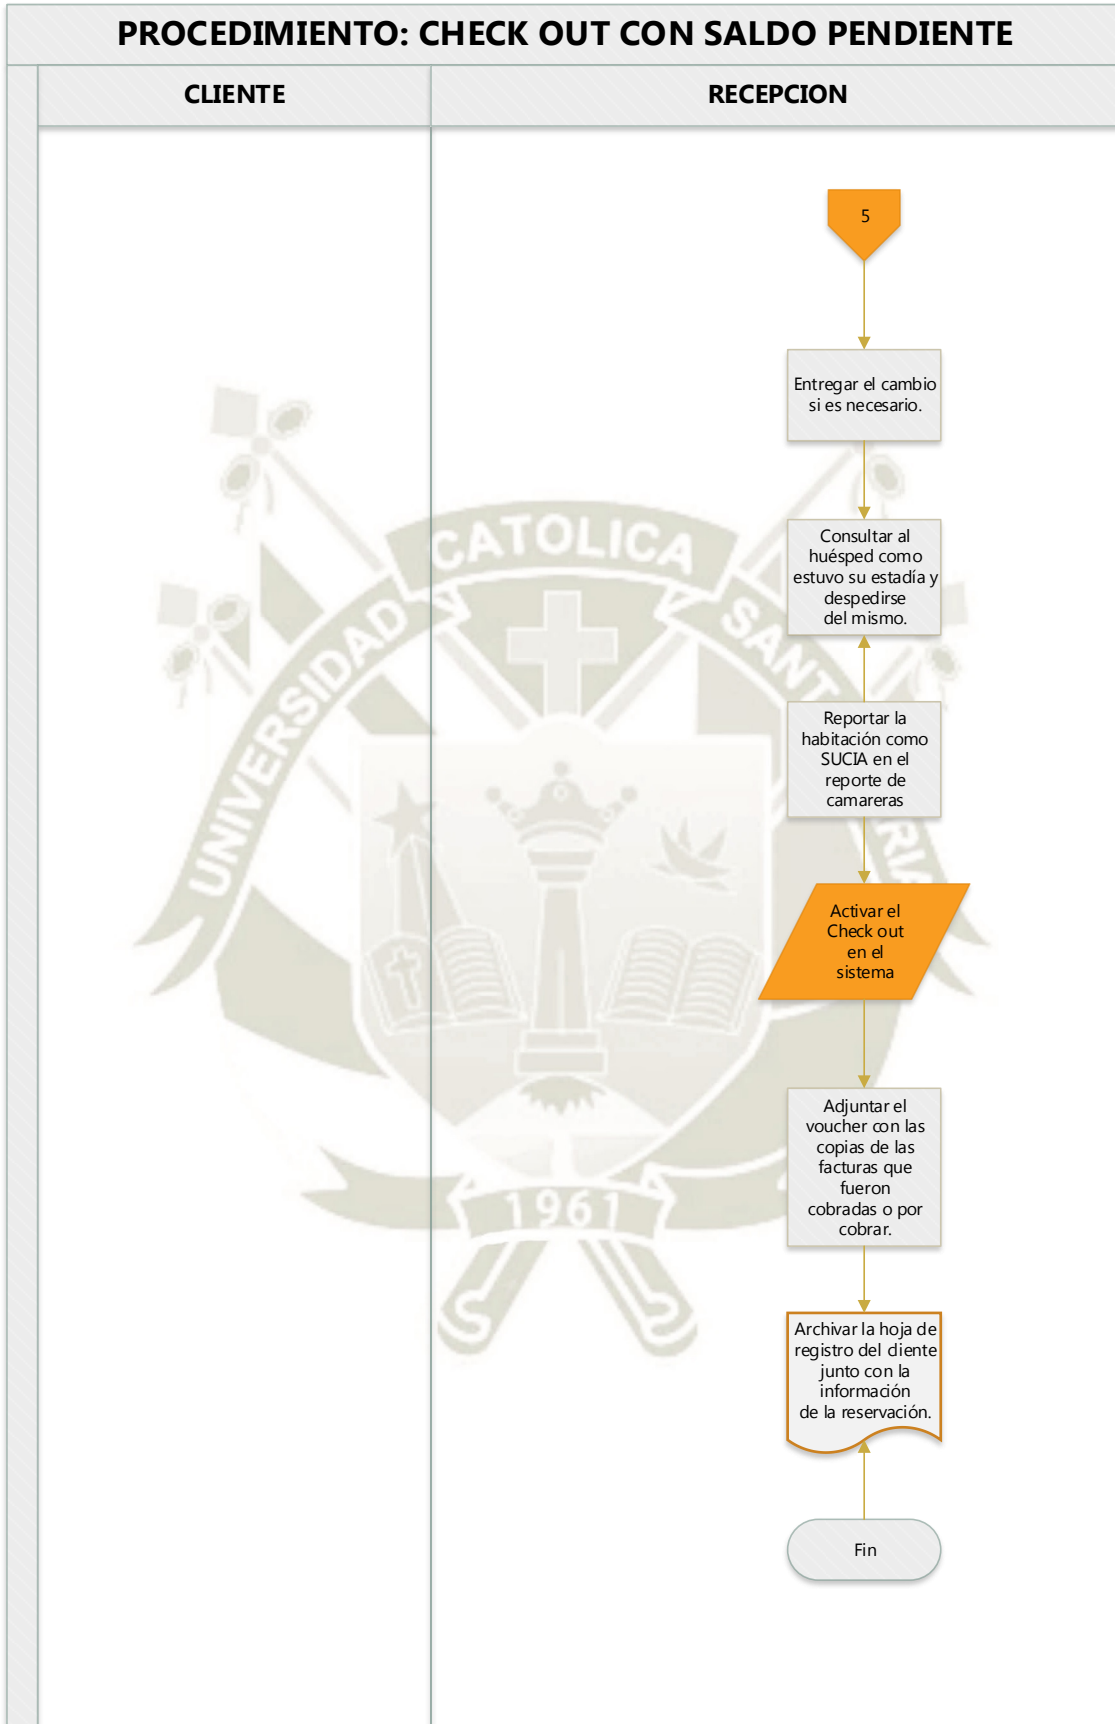 PROCEDIMIENTO: CHECK OUT CON SALDO PENDIENTE
CLIENTE
RECEPCION
5
Entregar el cambio
si es necesario.
Consultar al
huésped como
estuvo su estadía y
despedirse
del mismo.
Reportar la
habitación como
SUCIA en el
reporte de
camareras
Activar el
Check out
en el
sistema
Adjuntar el
voucher con las
copias de las
facturas que
fueron
cobradas o por
cobrar.
Archivar la hoja de
registro del cliente
junto con la
información
de la reservación.
Fin
UNIVERSIDAD
CATOLICA
1961